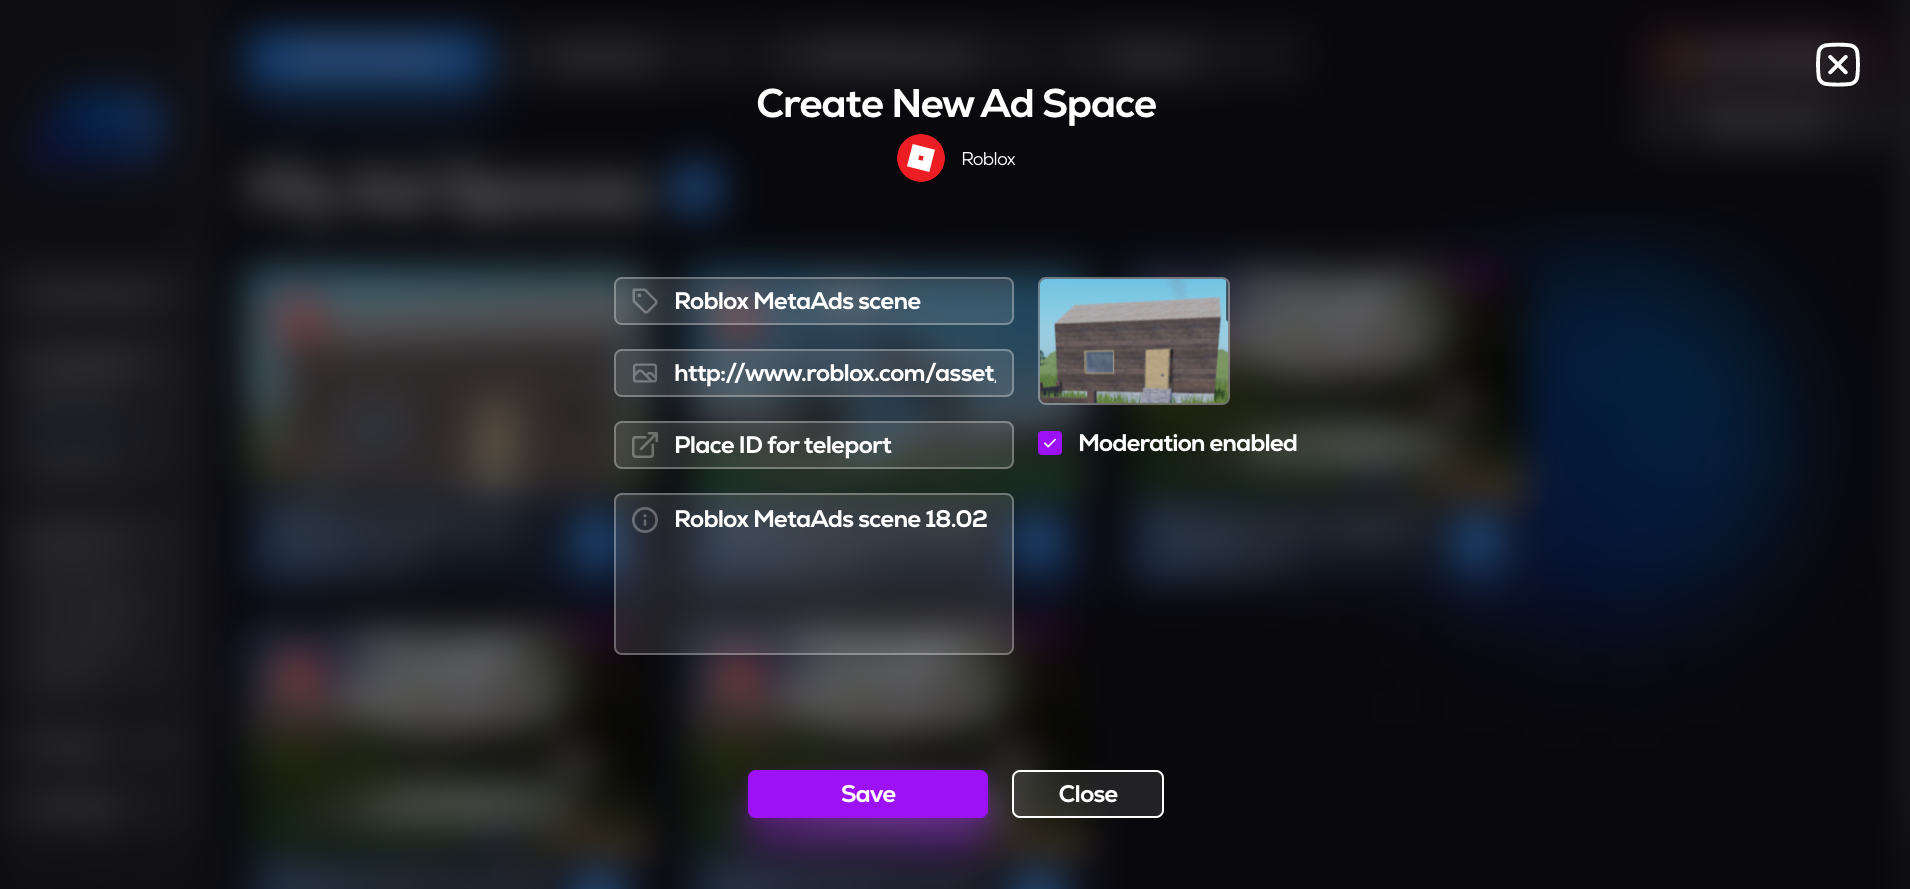 Create New Ad Space
Roblox
Roblox MetaAds scene
http://www.roblox.com/asset
Place ID for teleport
Moderation enabled
Roblox MetaAds scene 18.02
Save
Close